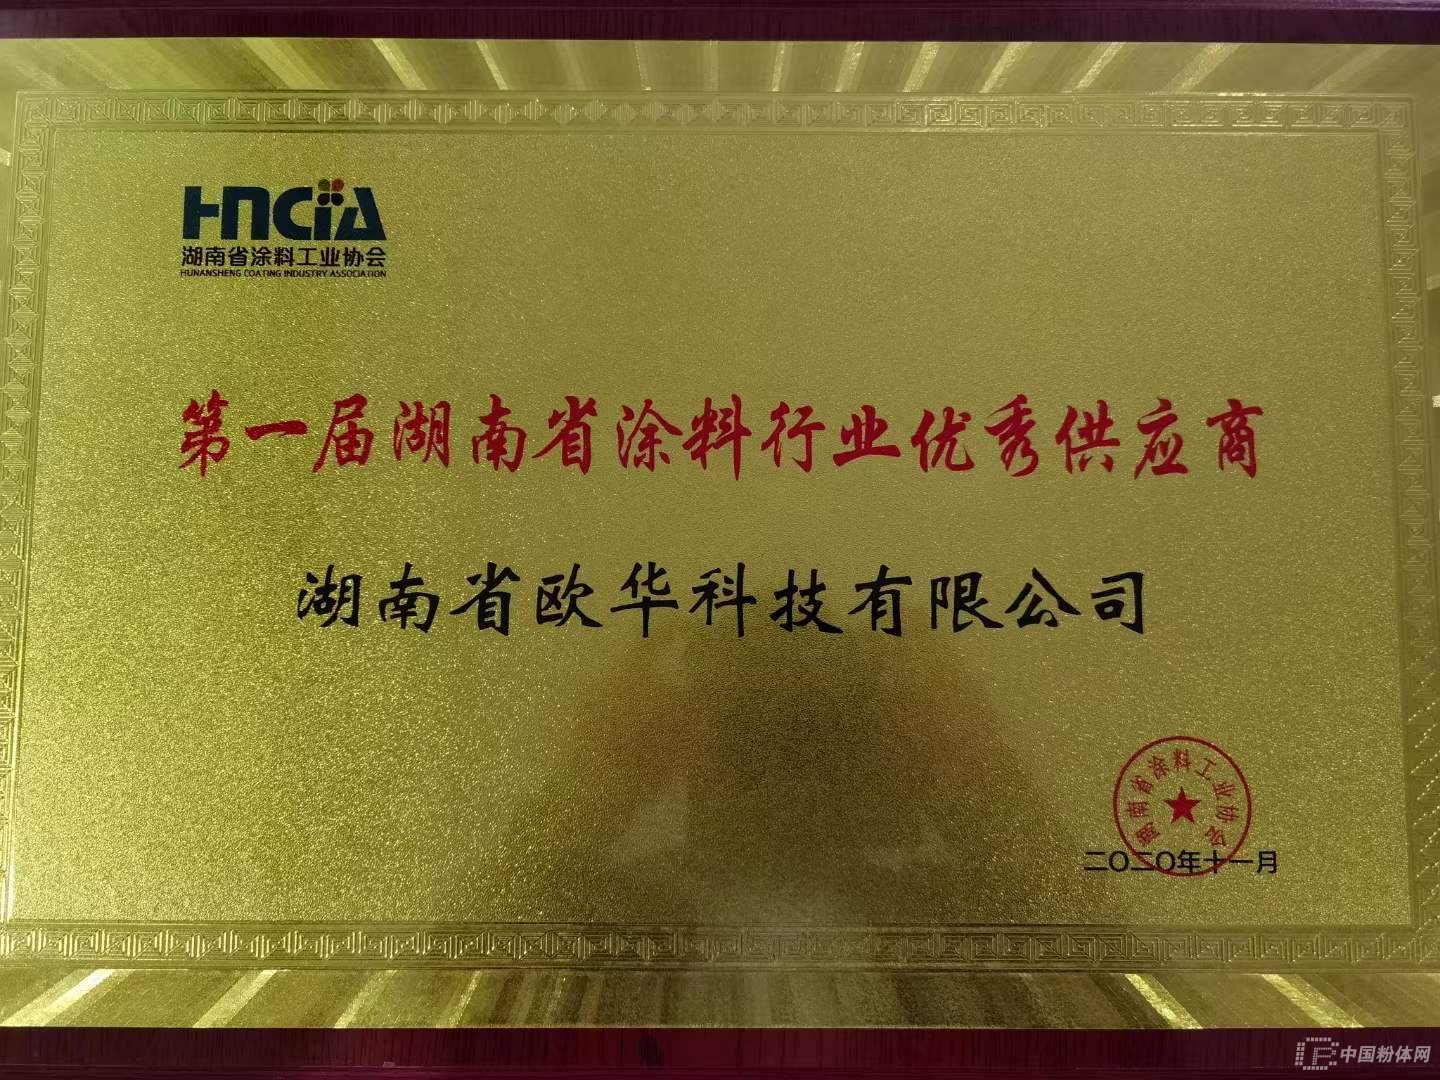 HNCiA
湖南省涂料工业协会
HUNANSHENG COATING INDUSTRY ASSOCIATION
第一届湖南省涂料行业优秀供应商
湖南省欧华科技有限公司
湖南省涂料工业协会
二〇二〇年十一月
中国粉体网